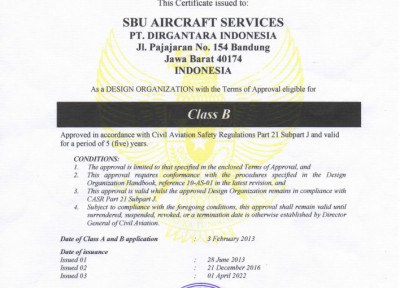 This Certificate issued to:
SBU AIRCRAFT SERVICES
PT. DIRGANTARA INDONESIA
Jl. Pajajaran No. 154 Bandung
Jawa Barat 40174
INDONESIA
As a DESIGN ORGANIZATION with the Terms of Approval eligible for
Class B
Approved in accordance with Civil Aviation Safety Regulations Part 21 Subpart J and valid
for a period of 5 (five) years.
CONDITIONS:
1. The approval is limited to that specified in the enclosed Terms of Approval, and
2. This approval requires conformance with the procedures specified in the Design
Organization Handbook, reference 10-AS-01 in the latest revision, and
3. This approval is valid whilst the approved Design Organization remains in compliance with
CASR Part 21 Subpart J.
4. Subject to compliance with the foregoing conditions, this approval shall remain valid until
surrendered, suspended, revoked, or a termination date is otherwise established by Director
General of Civil Aviation.
Date of Class A and B application : 3 February 2013
Date of issuance
Issued 01 : 28 June 2013
Issued 02 : 21 December 2016
Issued 03 : 01 April 2022